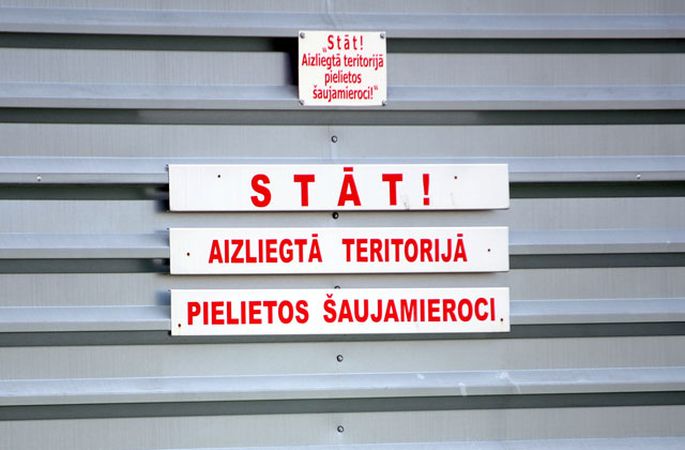 „Stāt!
Aizliegtā teritorijā
pielietos
šaujamieroci!“
STĀT!
AIZLIEGTĀ TERITORIJĀ
PIELIETOS ŠAUJAMIEROCI